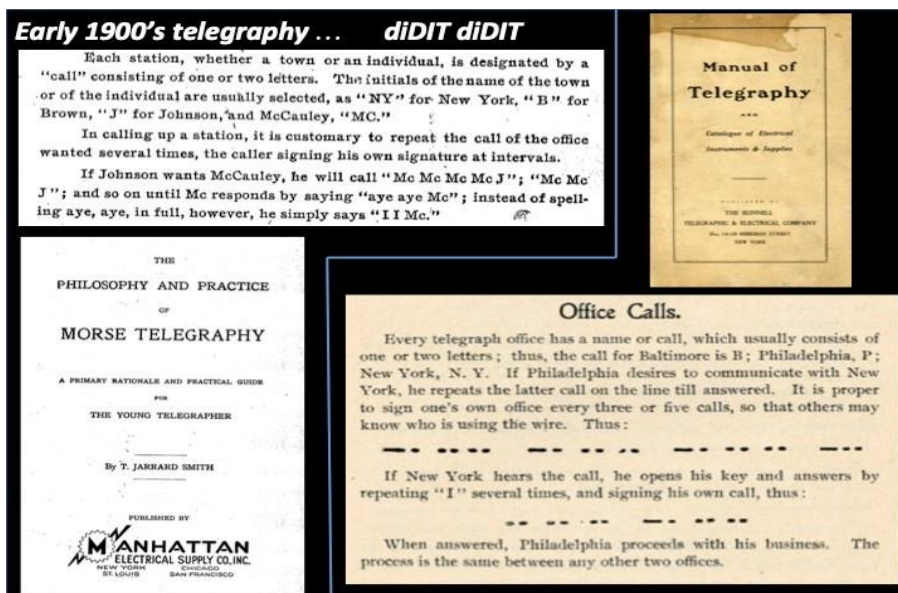 Early 1900's telegraphy ... diDIT diDIT
Each station, whether a town or an individual, is designated by a
"call" consisting of one or two letters. The initials of the name of the town
or of the individual are usually selected, as "NY" for New York, "B" for
Brown, "J" for Johnson, and McCauley, "MC."
In calling up a station, it is customary to repeat the call of the office
wanted several times, the caller signing his own signature at intervals.
If Johnson wants McCauley, he will call "Mc Mc Mc Mc J"; "Mc Mc
J"; and so on until Mc responds by saying "aye aye Mc"; instead of spell-
ing aye, aye, in full, however, he simply says "I I Mc."
Manual of
Telegraphy
AND
Catalogue of Electrical
Instruments & Supplies
PUBLISHED BY
THE BUNNELL
TELEGRAPHIC & ELECTRICAL COMPANY
NEW YORK
THE
PHILOSOPHY AND PRACTICE
OF
MORSE TELEGRAPHY
A PRIMARY RATIONALE AND PRACTICAL GUIDE
FOR
THE YOUNG TELEGRAPHER
By T. JARRARD SMITH
PUBLISHED BY
MANHATTAN
ELECTRICAL SUPPLY CO, INC.
NEW YORK CHICAGO
ST. LOUIS SAN FRANCISCO
Office Calls.
Every telegraph office has a name or call, which usually consists of
one or two letters; thus, the call for Baltimore is B; Philadelphia, P;
New York, N. Y. If Philadelphia desires to communicate with New
York, he repeats the latter call on the line till answered. It is proper
to sign one's own office every three or five calls, so that others may
know who is using the wire. Thus:
If New York hears the call, he opens his key and answers by
repeating "I" several times, and signing his own call, thus:
When answered, Philadelphia proceeds with his business. The
process is the same between any other two offices.